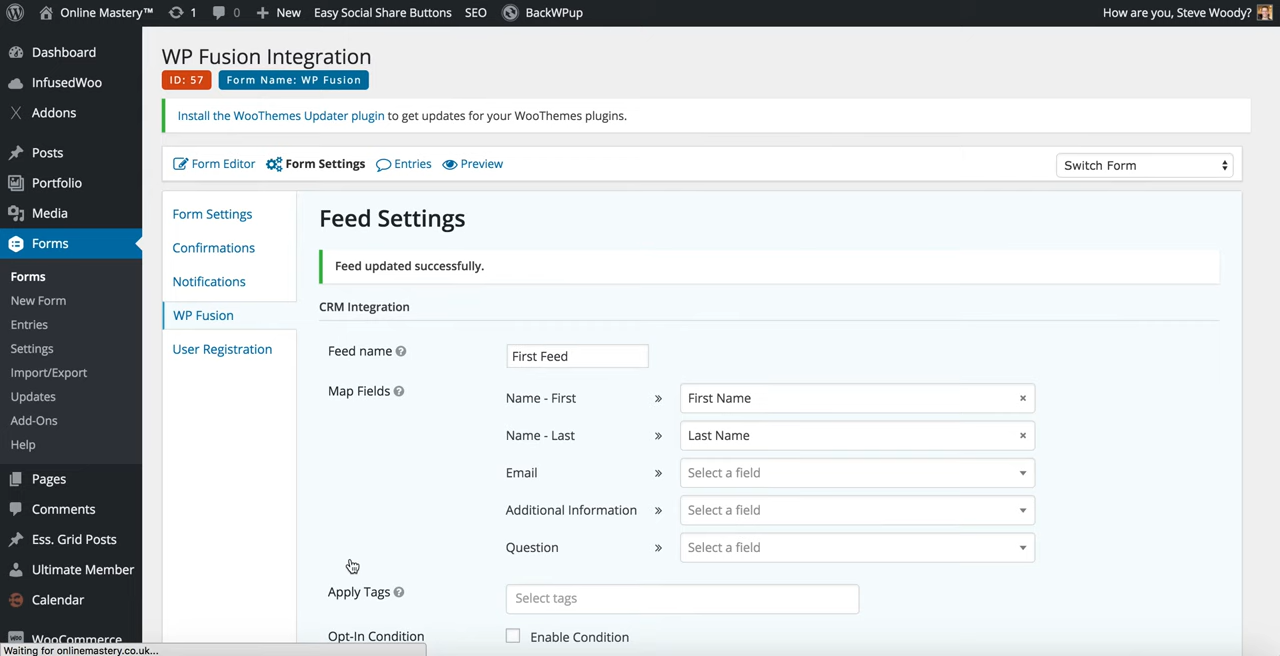 Online Mastery™ 1 0 New Easy Social Share Buttons SEO BackWPup How are you, Steve Woody?
Dashboard
InfusedWoo
Addons
Posts
Portfolio
Media
Forms
Forms
New Form
Entries
Settings
Import/Export
Updates
Add-Ons
Help
Pages
Comments
Ess. Grid Posts
Ultimate Member
Calendar
WooCommerce
Waiting for onlinemastery.co.uk...
WP Fusion Integration
ID: 57 Form Name: WP Fusion
Install the WooThemes Updater plugin to get updates for your WooThemes plugins.
Form Editor Form Settings Entries Preview Switch Form
Form Settings
Confirmations
Notifications
WP Fusion
User Registration
Feed Settings
Feed updated successfully.
CRM Integration
Feed name First Feed
Map Fields
Name - First » First Name ×
Name - Last » Last Name ×
Email » Select a field
Additional Information » Select a field
Question » Select a field
Apply Tags Select tags
Opt-In Condition Enable Condition